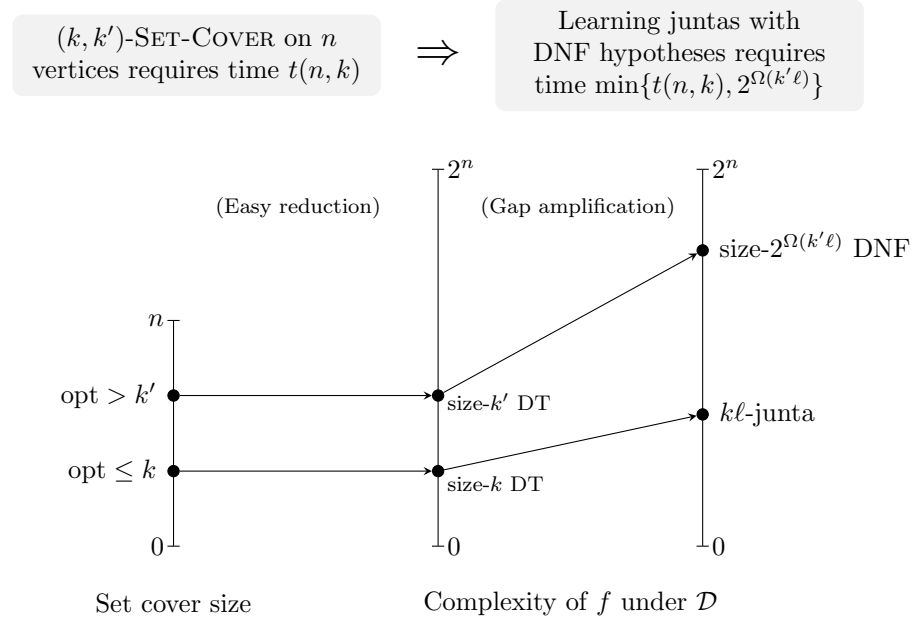 (k, k′)-SET-COVER on n
vertices requires time t(n, k)
⇒
Learning juntas with
DNF hypotheses requires
time min{t(n, k), 2^{Ω(k′ℓ)}}
2^n
2^n
(Easy reduction)
(Gap amplification)
size-2^{Ω(k′ℓ)} DNF
n
opt > k′
size-k′ DT
kℓ-junta
opt ≤ k
size-k DT
0
0
0
Set cover size
Complexity of f under 𝒟